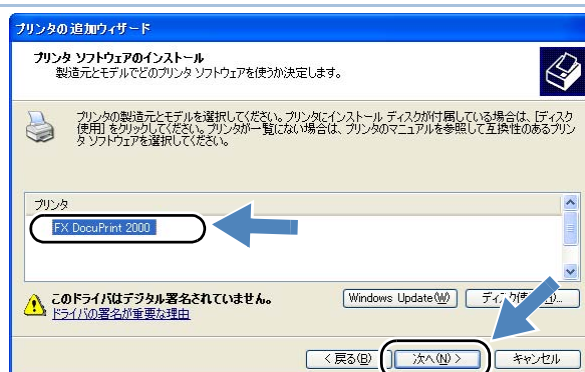 プリンタの追加ウィザード
プリンタ ソフトウェアのインストール
製造元とモデルでどのプリンタ ソフトウェアを使うか決定します。
プリンタの製造元とモデルを選択してください。プリンタにインストール ディスクが付属している場合は、[ディスク
使用] をクリックしてください。プリンタが一覧にない場合は、プリンタのマニュアルを参照して互換性のあるプリン
タ ソフトウェアを選択してください。
プリンタ
FX DocuPrint 2000
このドライバはデジタル署名されていません。
Windows Update(W)
ドライバの署名が重要な理由
< 戻る(B)
次へ(N) >
キャンセル